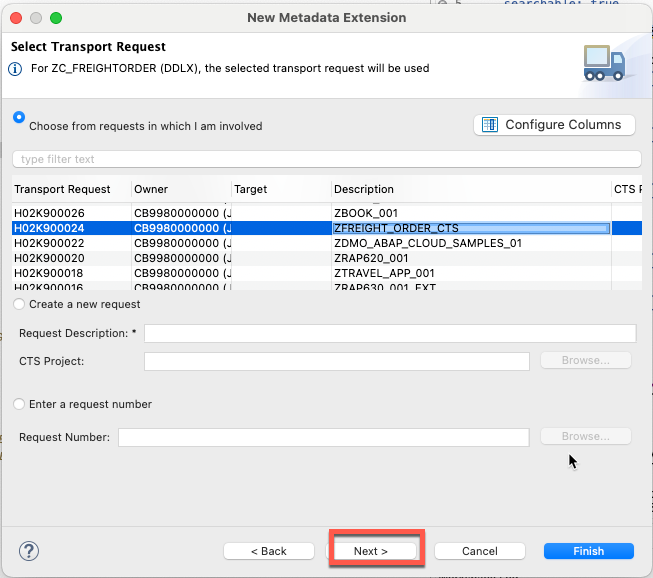 searchable: true
New Metadata Extension
Select Transport Request
For ZC_FREIGHTORDER (DDLX), the selected transport request will be used
Choose from requests in which I am involved
Configure Columns
type filter text
Transport Request Owner Target Description CTS P
H02K900026 CB9980000000 (J ZBOOK_001
H02K900024 CB9980000000 (J ZFREIGHT_ORDER_CTS
H02K900022 CB9980000000 (J ZDMO_ABAP_CLOUD_SAMPLES_01
H02K900020 CB9980000000 (J ZRAP620_001
H02K900018 CB9980000000 (J ZTRAVEL_APP_001
H02K900016 CB9980000000 (J ZRAP630_001_EXT
Create a new request
Request Description: *
CTS Project:
Browse...
Enter a request number
Request Number:
Browse...
?
< Back
Next >
Cancel
Finish